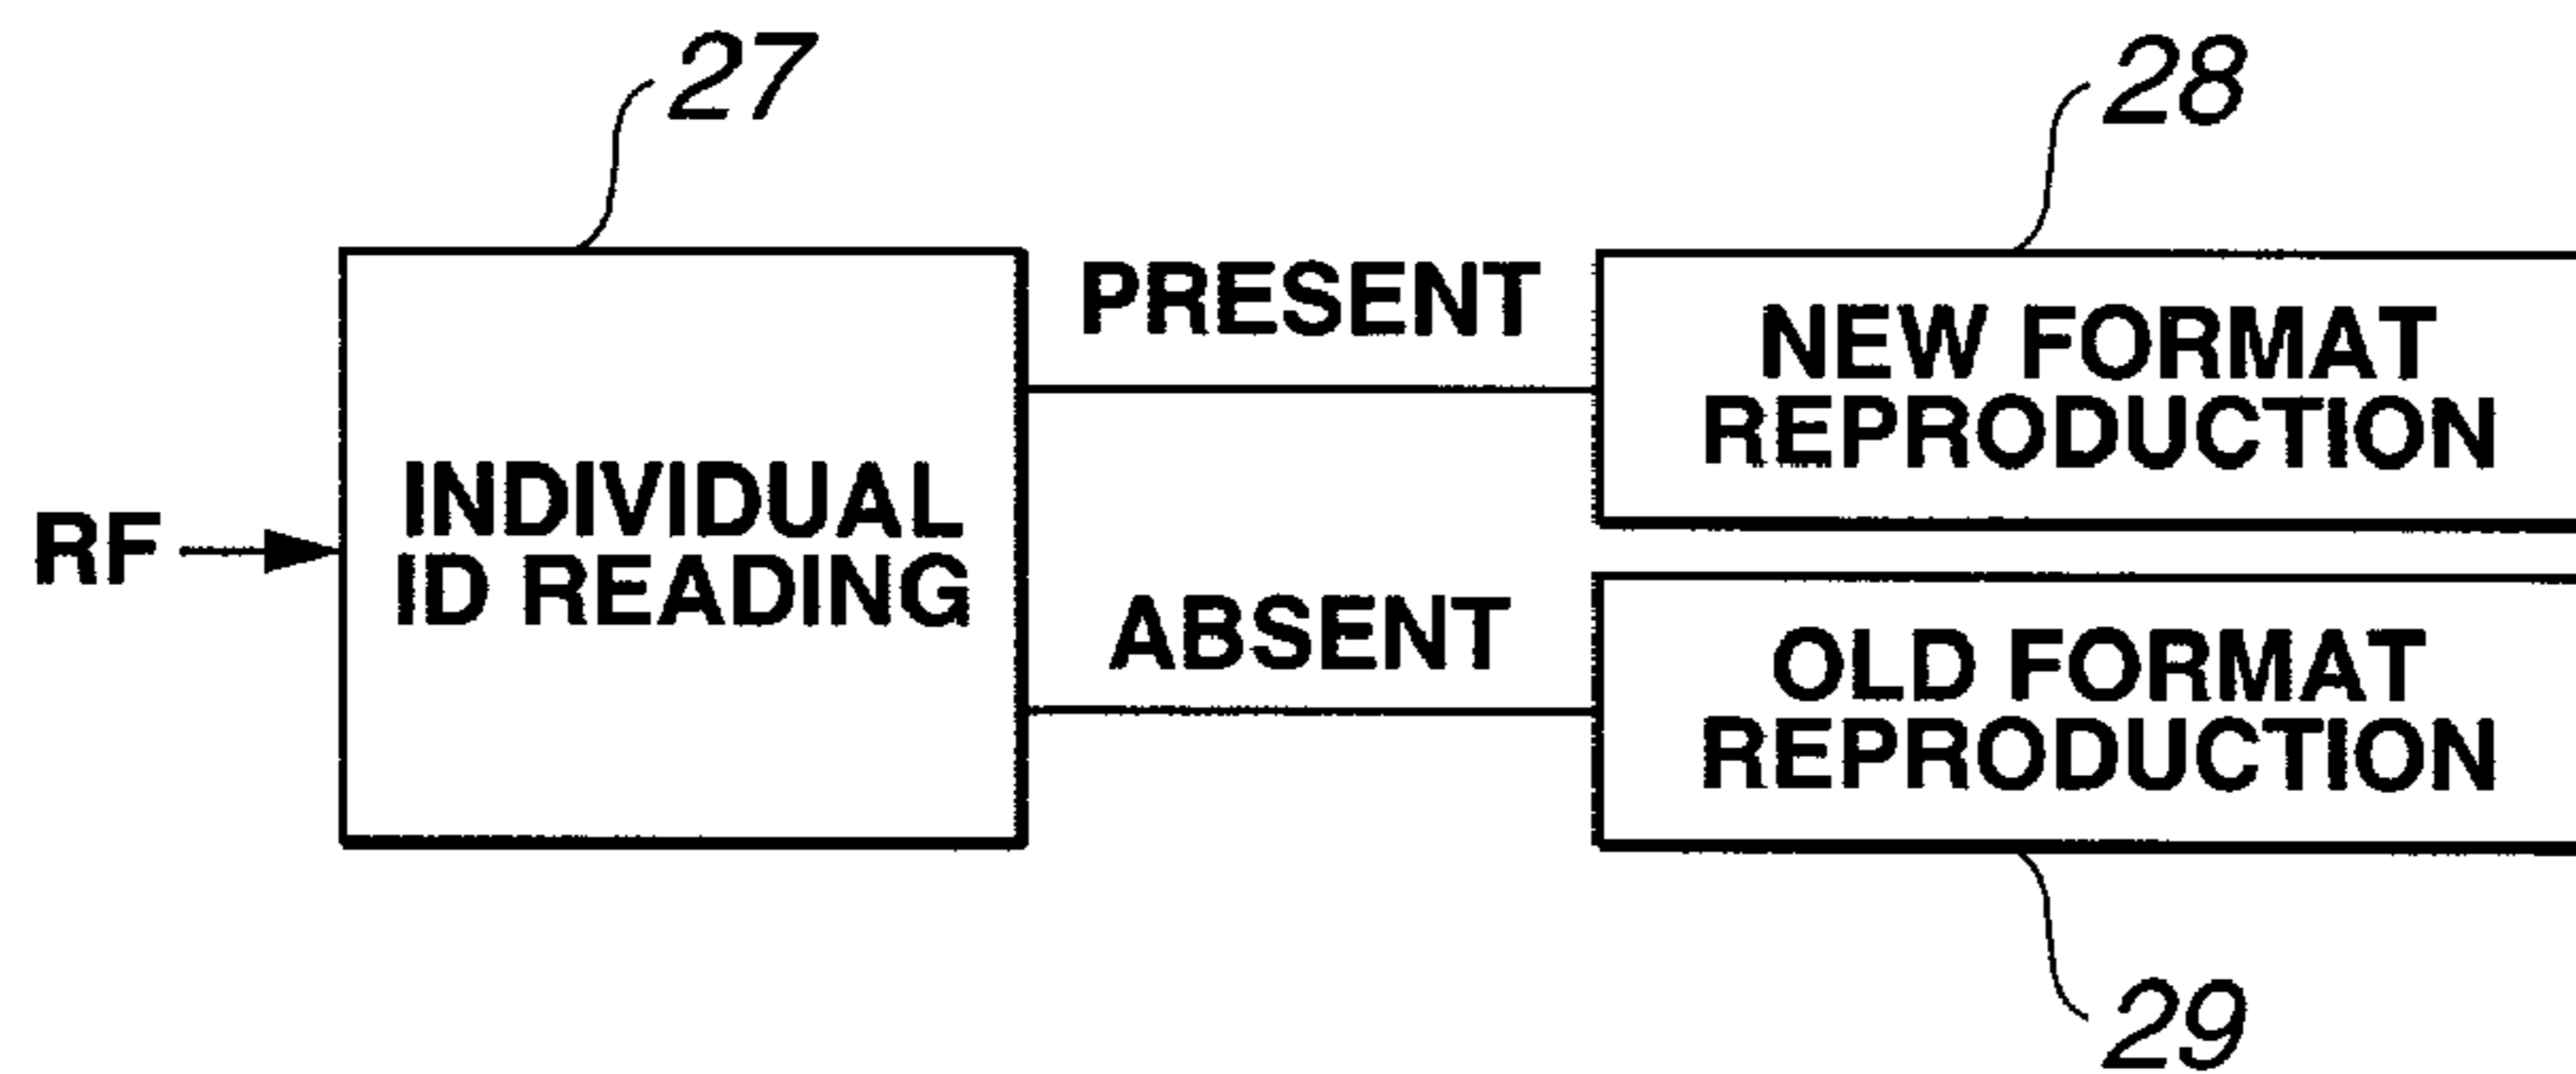 27
28
RF
INDIVIDUAL
ID READING
PRESENT
NEW FORMAT
REPRODUCTION
ABSENT
OLD FORMAT
REPRODUCTION
29